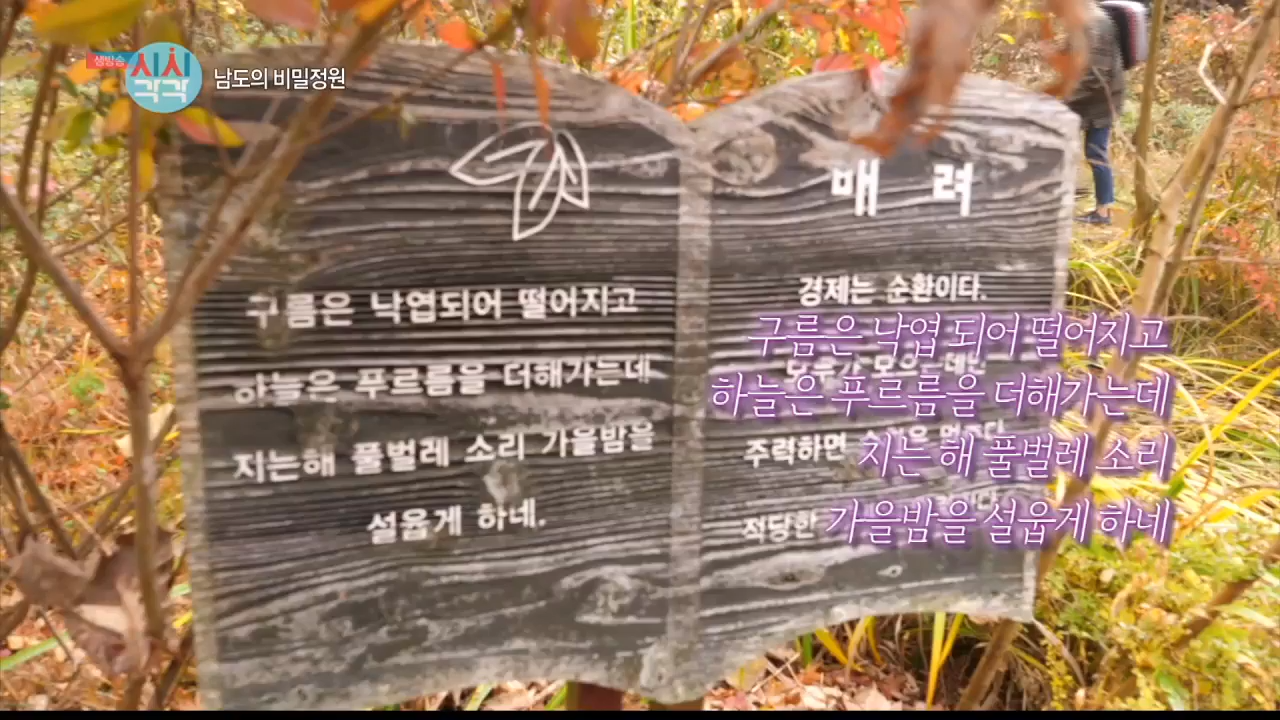 생방송
시시각각
남도의 비밀정원
구름은 낙엽되어 떨어지고
하늘은 푸르름을 더해가는데
지는해 풀벌레 소리 가을밤을
설웁게 하네.
배 려
경제는 순환이다.
주력하면
적당한
구름은 낙엽 되어 떨어지고
하늘은 푸르름을 더해가는데
지는 해 풀벌레 소리
가을밤을 설웁게 하네